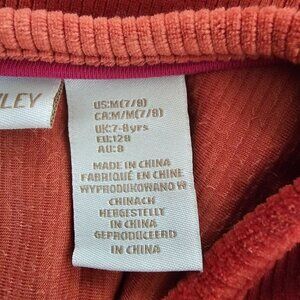 LEY
US:M(7/8)
CA:M/M(7/8)
UK:7-8yrs
EU:128
AU:8
MADE IN CHINA
FABRIQUÉ EN CHINE
WYPRODUKOWANO W
CHINACH
HERGESTELLT
IN CHINA
GEPRODUCEERD
IN CHINA